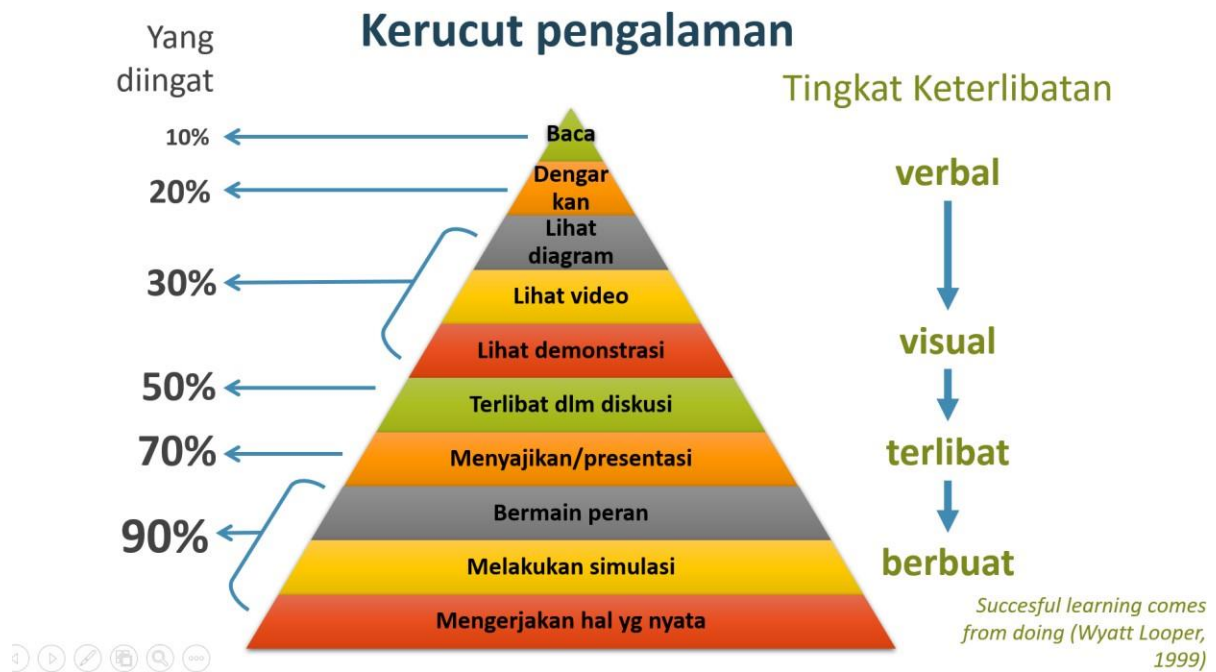 Kerucut pengalaman
Yang
diingat
Tingkat Keterlibatan
10%
20%
30%
50%
70%
90%
Baca
Dengar
kan
Lihat
diagram
Lihat video
Lihat demonstrasi
Terlibat dlm diskusi
Menyajikan/presentasi
Bermain peran
Melakukan simulasi
Mengerjakan hal yg nyata
verbal
visual
terlibat
berbuat
Succesful learning comes
from doing (Wyatt Looper,
1999)